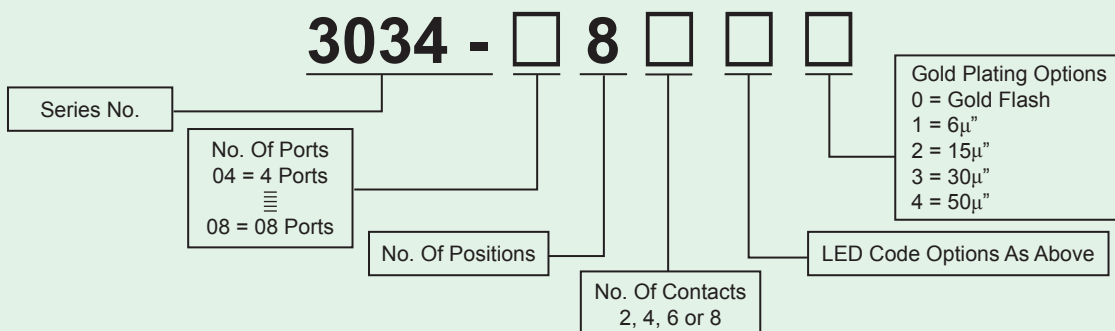 3034 - □ 8 □ □ □
Series No.
No. Of Ports
04 = 4 Ports
08 = 08 Ports
No. Of Positions
No. Of Contacts
2, 4, 6 or 8
LED Code Options As Above
Gold Plating Options
0 = Gold Flash
1 = 6μ”
2 = 15μ”
3 = 30μ”
4 = 50μ”